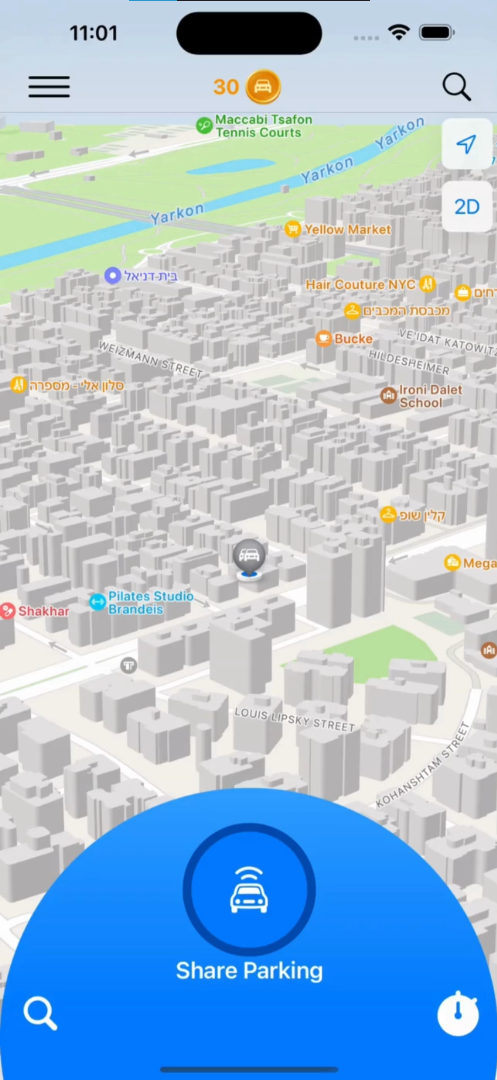 11:01
30
Maccabi Tsafon
Tennis Courts
Yarkon
Yarkon
Yarkon
2D
Yellow Market
בית דניאל
Hair Couture NYC
מכבסת המכבים
Bucke
VE'IDAT KATOWITZ
WEIZMANN STREET
HILDESHEIMER
סלון אלי - מספרה
Ironi Dalet
School
קלין שופ
Mega
Pilates Studio
Brandeis
Shakhar
LOUIS LIPSKY STREET
KOHANSHTAM STREET
Share Parking